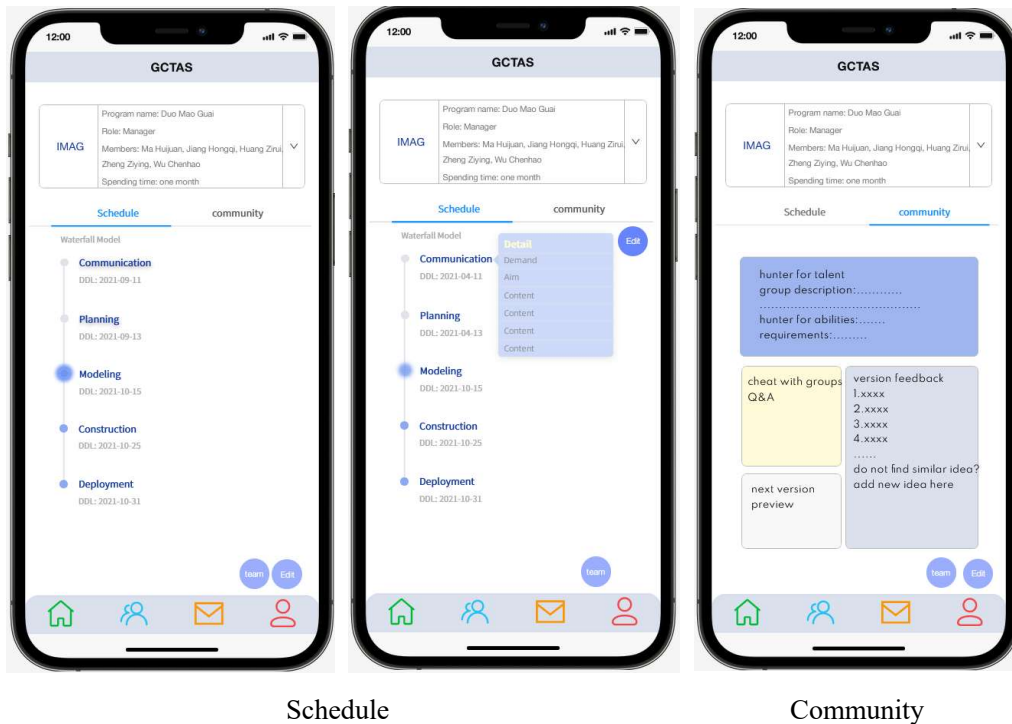 12:00
GCTAS
IMAG
Program name: Duo Mao Guai
Role: Manager
Members: Ma Huijuan, Jiang Hongqi, Huang Zirui,
Zheng Ziying, Wu Chenhao
Spending time: one month
Schedule community
Waterfall Model
Communication
DDL: 2021-09-11
Planning
DDL: 2021-09-13
Modeling
DDL: 2021-10-15
Construction
DDL: 2021-10-25
Deployment
DDL: 2021-10-31
team Edit
12:00
GCTAS
IMAG
Program name: Duo Mao Guai
Role: Manager
Members: Ma Huijuan, Jiang Hongqi, Huang Zirui,
Zheng Ziying, Wu Chenhao
Spending time: one month
Schedule community
Waterfall Model
Edit
Communication
DDL: 2021-04-11
Detail
Demand
Aim
Content
Content
Content
Content
Planning
DDL: 2021-04-13
Modeling
DDL: 2021-10-15
Construction
DDL: 2021-10-25
Deployment
DDL: 2021-10-31
team
12:00
GCTAS
IMAG
Program name: Duo Mao Guai
Role: Manager
Members: Ma Huijuan, Jiang Hongqi, Huang Zirui,
Zheng Ziying, Wu Chenhao
Spending time: one month
Schedule community
hunter for talent
group description:............
..........................................
hunter for abilities:.......
requirements:.........
cheat with groups
Q&A
next version
preview
version feedback
1.xxxx
2.xxxx
3.xxxx
4.xxxx
......
do not find similar idea?
add new idea here
team Edit
Schedule
Community